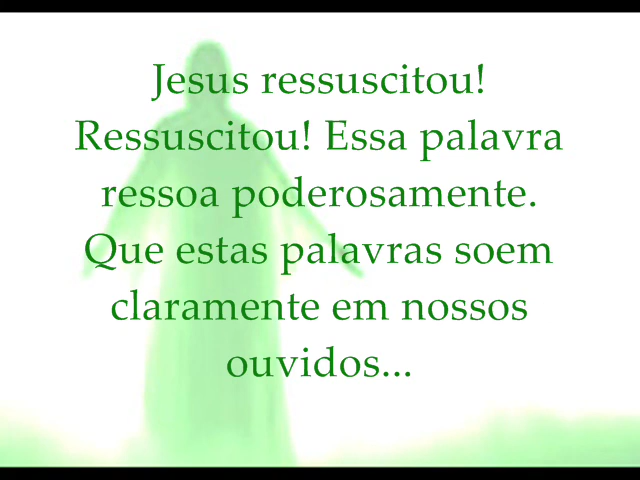 Jesus ressuscitou!
Ressuscitou! Essa palavra
ressoa poderosamente.
Que estas palavras soem
claramente em nossos
ouvidos...